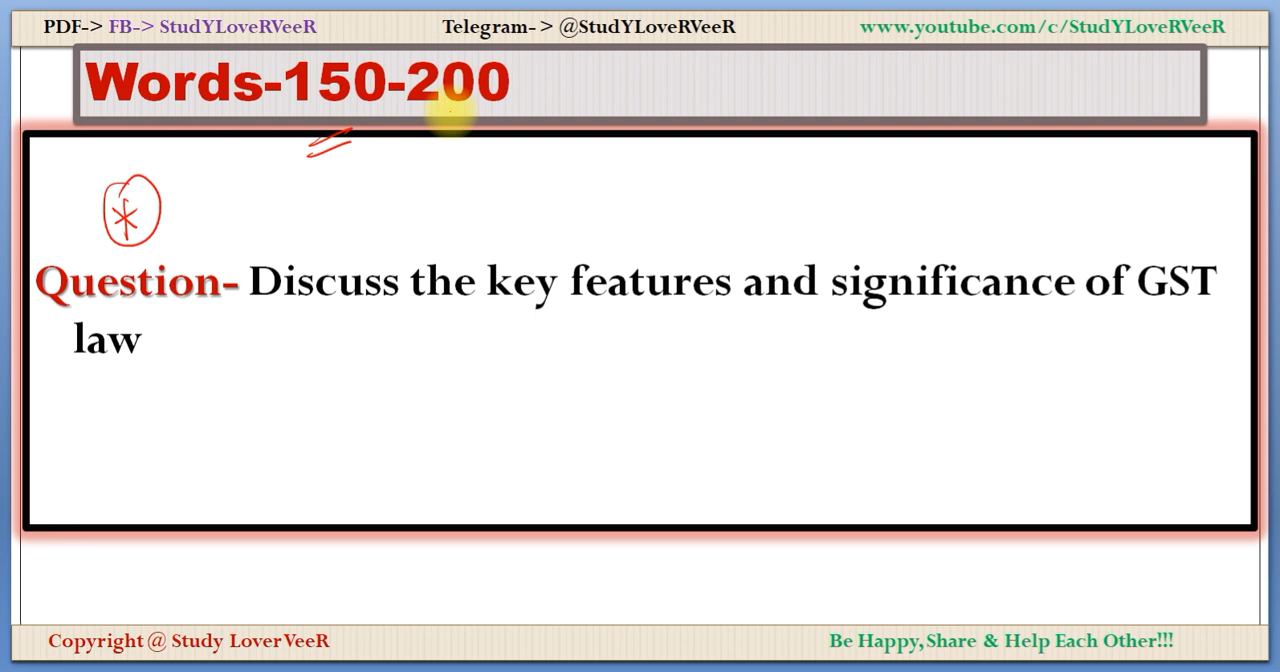 PDF-> FB-> StudYLoveRVeeR Telegram- > @StudYLoveRVeeR www.youtube.com/c/StudYLoveRVeeR
Words-150-200
Question- Discuss the key features and significance of GST
law
Copyright @ Study LoverVeeR Be Happy,Share & Help Each Other!!!